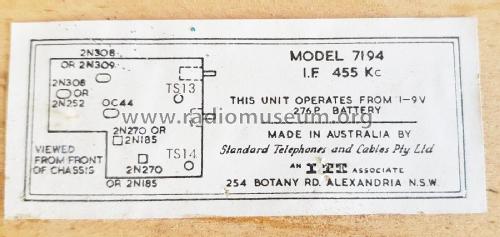 2N308
OR 2N309
2N308
OR
2N252
OC44
TS13
2N270 OR
2N185
TS14
2N270
OR 2N185
VIEWED
FROM FRONT
OF CHASSIS
MODEL 7194
I.F 455 Kc
THIS UNIT OPERATES FROM 1-9V
276P BATTERY
www.radiomuseum.org
MADE IN AUSTRALIA BY
Standard Telephones and Cables Pty Ltd
AN ITT ASSOCIATE
254 BOTANY RD. ALEXANDRIA N.S.W.